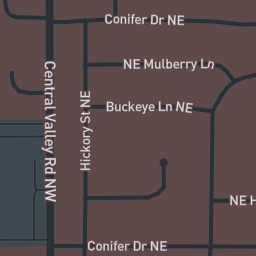 Conifer Dr NE
NE Mulberry Ln
Central Valley Rd NW
Hickory St NE
Buckeye Ln NE
NE H
Conifer Dr NE